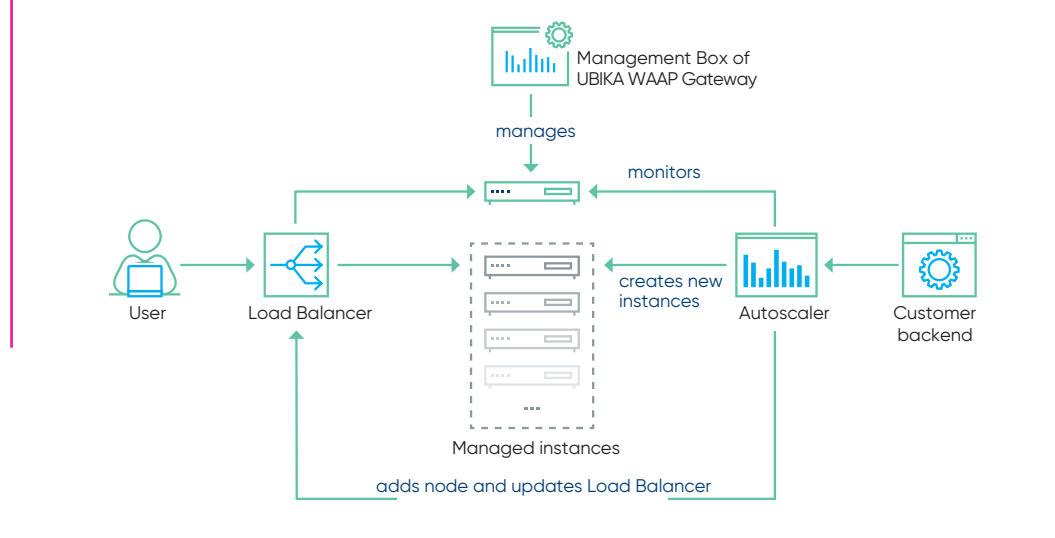 Management Box of
UBIKA WAAP Gateway
manages
monitors
creates new
instances
User
Load Balancer
Autoscaler
Customer
backend
Managed instances
adds node and updates Load Balancer